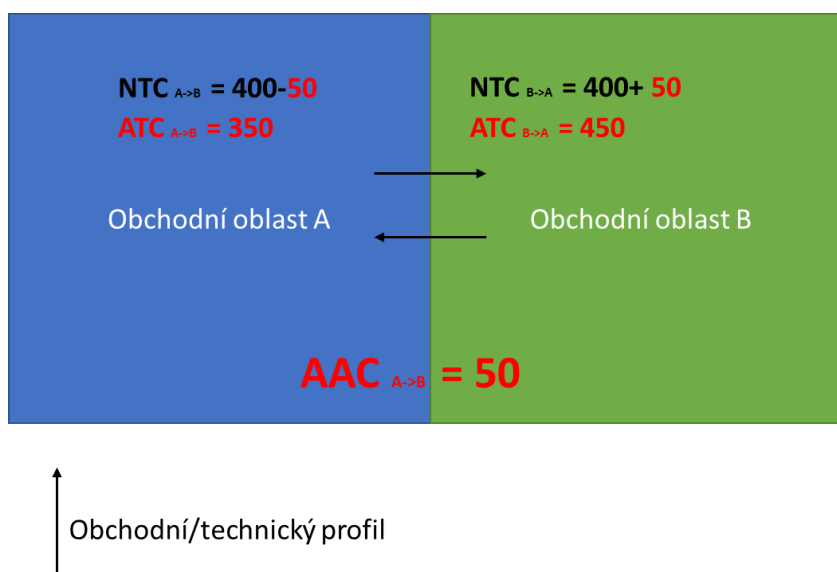 NTC A->B = 400-50
ATC A->B = 350
NTC B->A = 400+ 50
ATC B->A = 450
Obchodní oblast A
Obchodní oblast B
AAC A->B = 50
Obchodní/technický profil